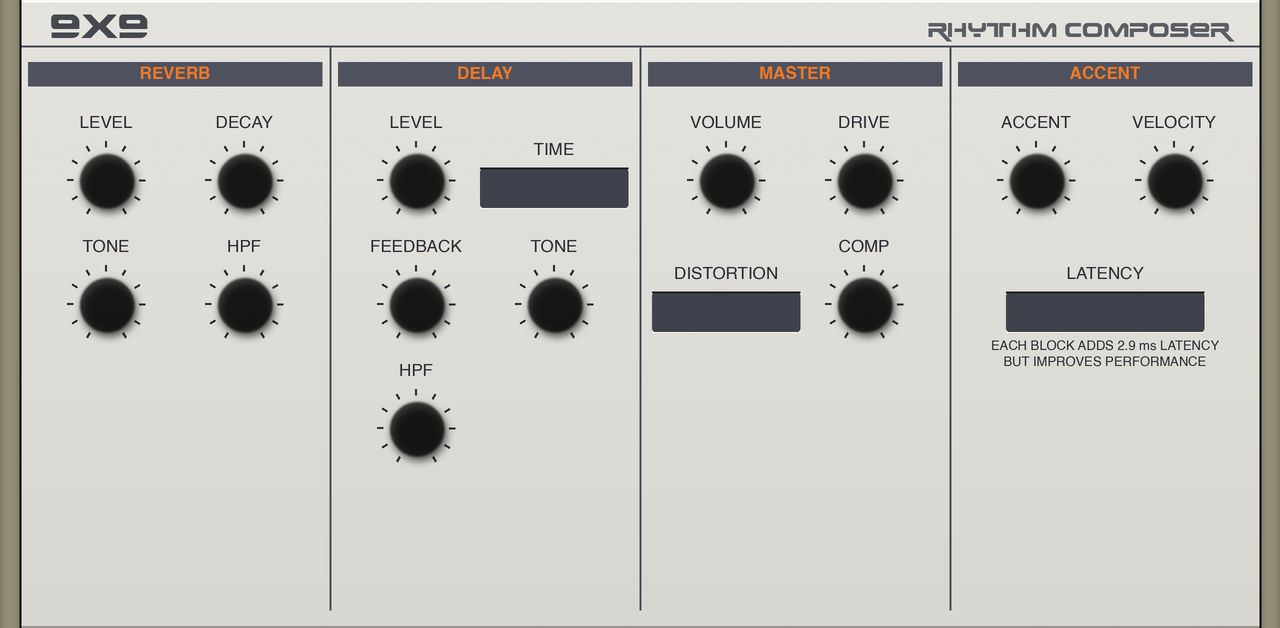 9X9
RHYTHM COMPOSER
REVERB
LEVEL DECAY
TONE HPF
DELAY
LEVEL
TIME
FEEDBACK TONE
HPF
MASTER
VOLUME DRIVE
COMP
DISTORTION
ACCENT
ACCENT VELOCITY
LATENCY
EACH BLOCK ADDS 2.9 ms LATENCY
BUT IMPROVES PERFORMANCE